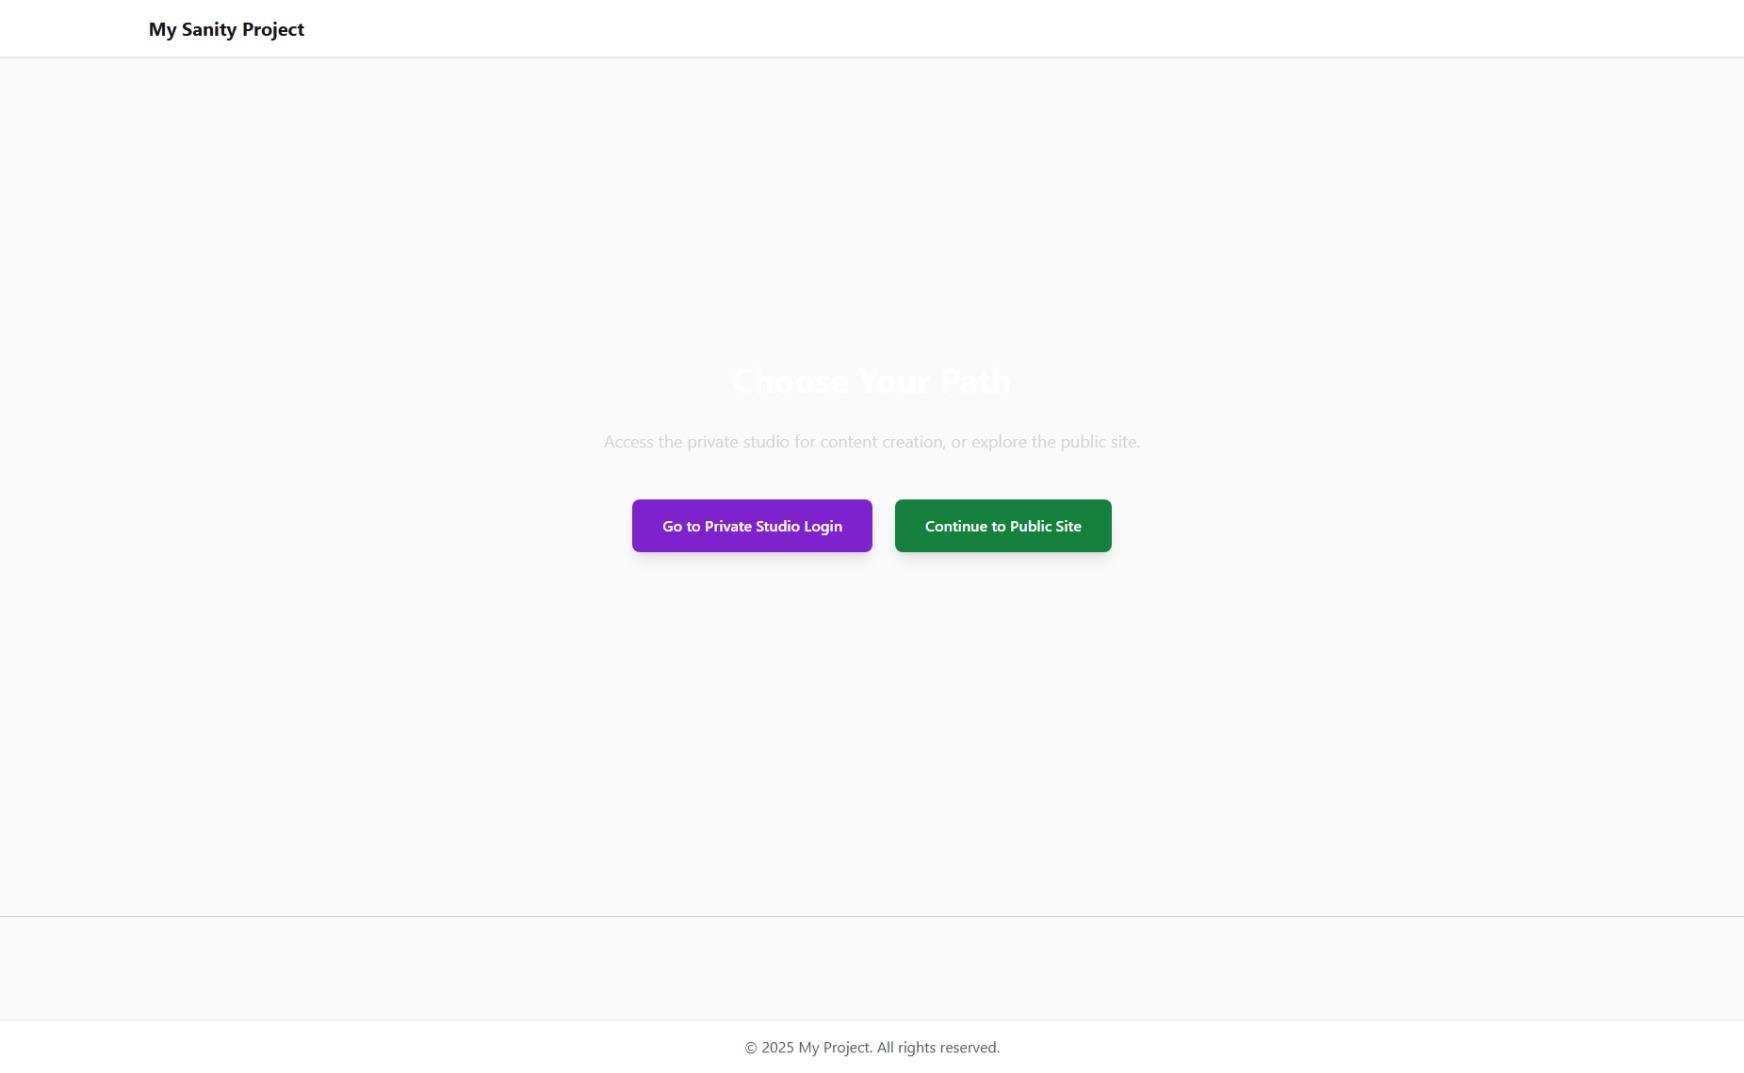 My Sanity Project
Choose Your Path
Access the private studio for content creation, or explore the public site.
Go to Private Studio Login
Continue to Public Site
© 2025 My Project. All rights reserved.